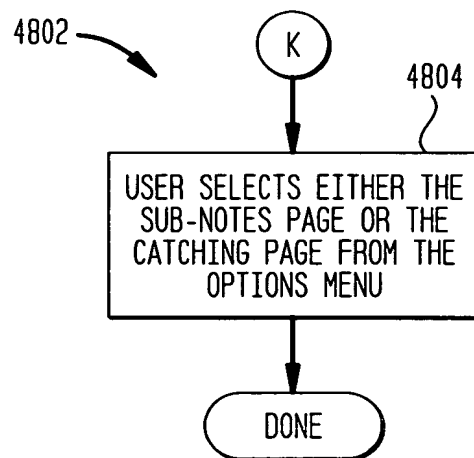 4802
K
4804
USER SELECTS EITHER THE
SUB-NOTES PAGE OR THE
CATCHING PAGE FROM THE
OPTIONS MENU
DONE